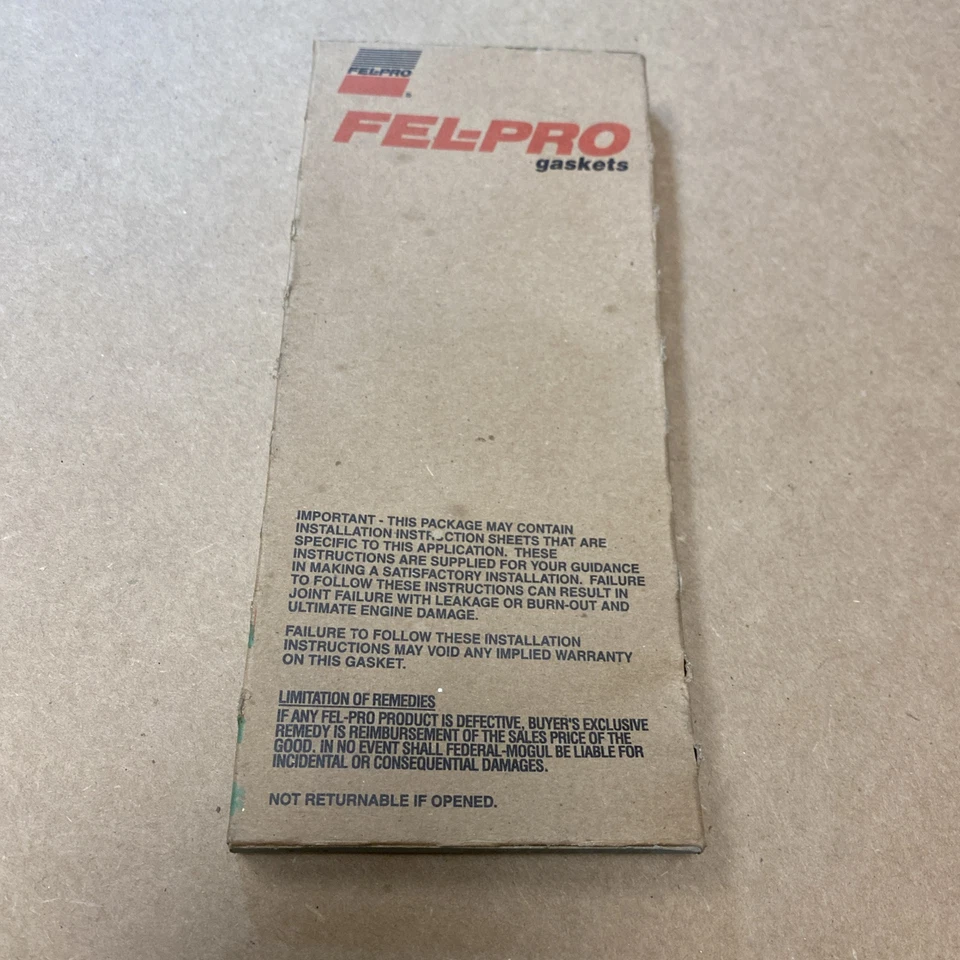 FEL-PRO
FEL-PRO
gaskets
IMPORTANT - THIS PACKAGE MAY CONTAIN
INSTALLATION INSTRUCTION SHEETS THAT ARE
SPECIFIC TO THIS APPLICATION. THESE
INSTRUCTIONS ARE SUPPLIED FOR YOUR GUIDANCE
IN MAKING A SATISFACTORY INSTALLATION. FAILURE
TO FOLLOW THESE INSTRUCTIONS CAN RESULT IN
JOINT FAILURE WITH LEAKAGE OR BURN-OUT AND
ULTIMATE ENGINE DAMAGE.
FAILURE TO FOLLOW THESE INSTALLATION
INSTRUCTIONS MAY VOID ANY IMPLIED WARRANTY
ON THIS GASKET.
LIMITATION OF REMEDIES
IF ANY FEL-PRO PRODUCT IS DEFECTIVE, BUYER'S EXCLUSIVE
REMEDY IS REIMBURSEMENT OF THE SALES PRICE OF THE
GOOD. IN NO EVENT SHALL FEDERAL-MOGUL BE LIABLE FOR
INCIDENTAL OR CONSEQUENTIAL DAMAGES.
NOT RETURNABLE IF OPENED.